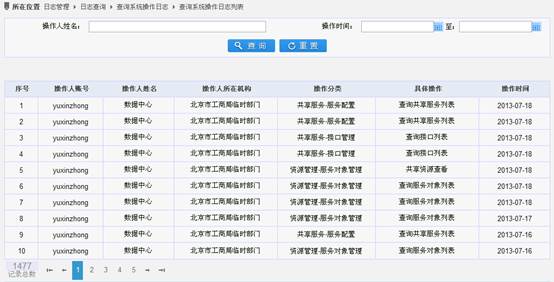 所在位置 日志管理 > 日志查询 > 查询系统操作日志 > 查询系统操作日志列表
操作人姓名： 操作时间： 至：
查 询 重 置
序号 操作人账号 操作人姓名 操作人所在机构 操作分类 具体操作 操作时间
1 yuxinzhong 数据中心 北京市工商局临时部门 共享服务-服务配置 查询共享服务列表 2013-07-18
2 yuxinzhong 数据中心 北京市工商局临时部门 共享服务-服务配置 查询共享服务列表 2013-07-18
3 yuxinzhong 数据中心 北京市工商局临时部门 共享服务-接口管理 查询接口列表 2013-07-18
4 yuxinzhong 数据中心 北京市工商局临时部门 共享服务-接口管理 查询接口列表 2013-07-18
5 yuxinzhong 数据中心 北京市工商局临时部门 资源管理-服务对象管理 共享资源查看 2013-07-18
6 yuxinzhong 数据中心 北京市工商局临时部门 资源管理-服务对象管理 查询服务对象列表 2013-07-18
7 yuxinzhong 数据中心 北京市工商局临时部门 资源管理-服务对象管理 查询服务对象列表 2013-07-18
8 yuxinzhong 数据中心 北京市工商局临时部门 资源管理-服务对象管理 查询服务对象列表 2013-07-17
9 yuxinzhong 数据中心 北京市工商局临时部门 共享服务-服务配置 查询共享服务列表 2013-07-16
10 yuxinzhong 数据中心 北京市工商局临时部门 资源管理-服务对象管理 查询服务对象列表 2013-07-16
1477
记录总数
1 2 3 4 5